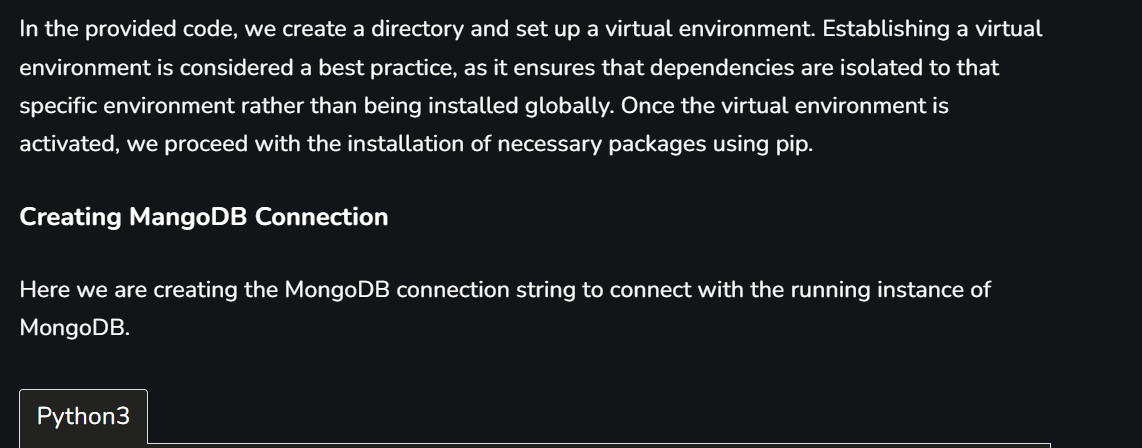 In the provided code, we create a directory and set up a virtual environment. Establishing a virtual
environment is considered a best practice, as it ensures that dependencies are isolated to that
specific environment rather than being installed globally. Once the virtual environment is
activated, we proceed with the installation of necessary packages using pip.
Creating MangoDB Connection
Here we are creating the MongoDB connection string to connect with the running instance of
MongoDB.
Python3